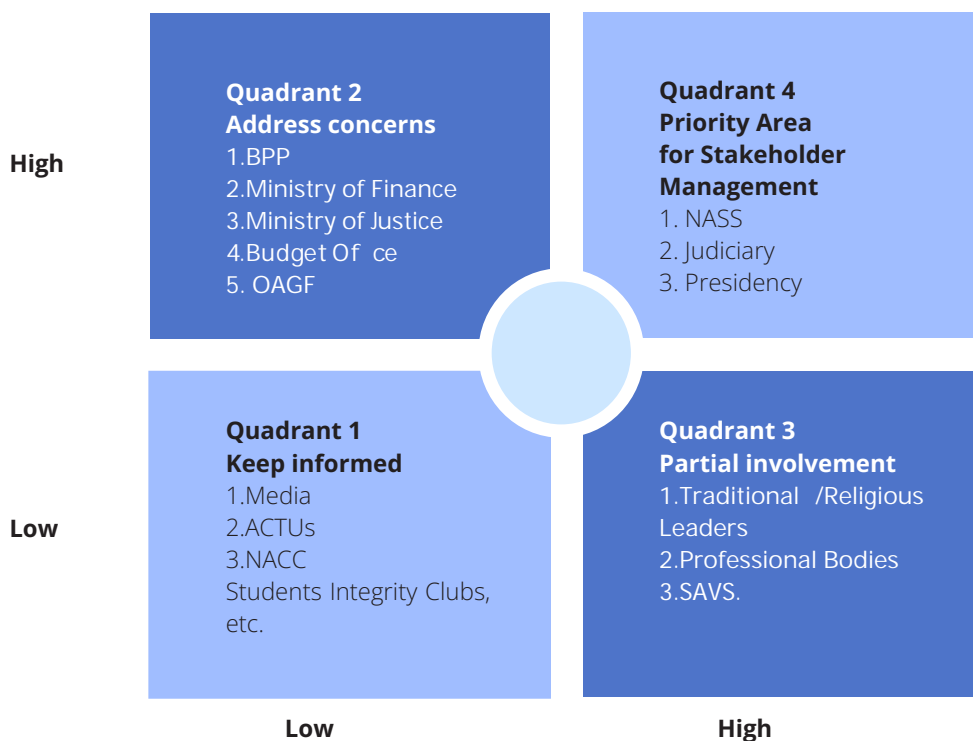 Quadrant 2
Address concerns
1.BPP
2.Ministry of Finance
3.Ministry of Justice
4.Budget Of ce
5. OAGF
Quadrant 4
Priority Area
for Stakeholder
Management
1. NASS
2. Judiciary
3. Presidency
High
Quadrant 1
Keep informed
1.Media
2.ACTUs
3.NACC
Students Integrity Clubs,
etc.
Quadrant 3
Partial involvement
1.Traditional /Religious
Leaders
2.Professional Bodies
3.SAVS.
Low
Low
High